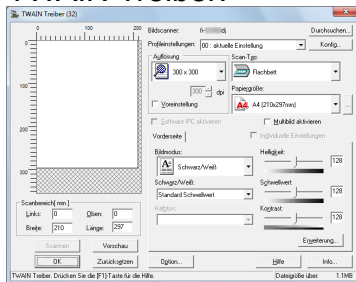 TWAIN Treiber (32)
0 100 200
0
100
200
300
Bildscanner: fi- dj Durchsuchen...
Profileinstellungen: 00 : aktuelle Einstellung Konfig...
Auflösung
300 x 300
300 dpi
Voreinstellung
Scan-Typ:
Flachbett
Papiergröße:
A4 A4 (210x297mm) ...
Software IPC aktivieren Multibild aktivieren
Vorderseite Individuelle Einstellungen
Bildmodus:
Schwarz/Weiß
Schwarz/Weiß:
Standard Schwellwert
Halbton:
Helligkeit:
128
Schwellwert
128
Kontrast:
128
Erweiterung...
Scanbereich[.mm.]
Links: 0 Oben: 0
Breite: 210 Länge: 297
Scannen Vorschau
OK Zurücksetzen Option... Hilfe Info...
TWAIN Treiber. Drücken Sie die [F1]-Taste für die Hilfe. Dateigröße über: 1.1MB